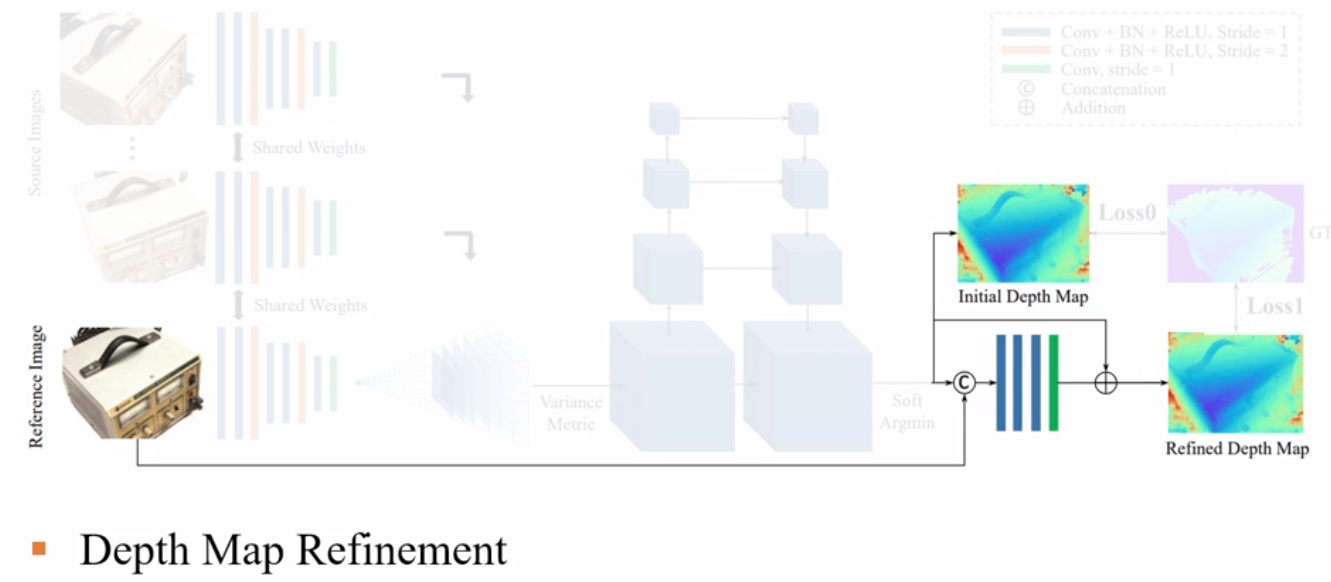 Source Images
Shared Weights
Shared Weights
Reference Image
Variance
Metric
Soft
Argmin
Conv + BN + ReLU, Stride = 1
Conv + BN + ReLU, Stride = 2
Conv, stride = 1
C Concatenation
Addition
Loss0
GT
Initial Depth Map
Loss1
C
Refined Depth Map
Depth Map Refinement